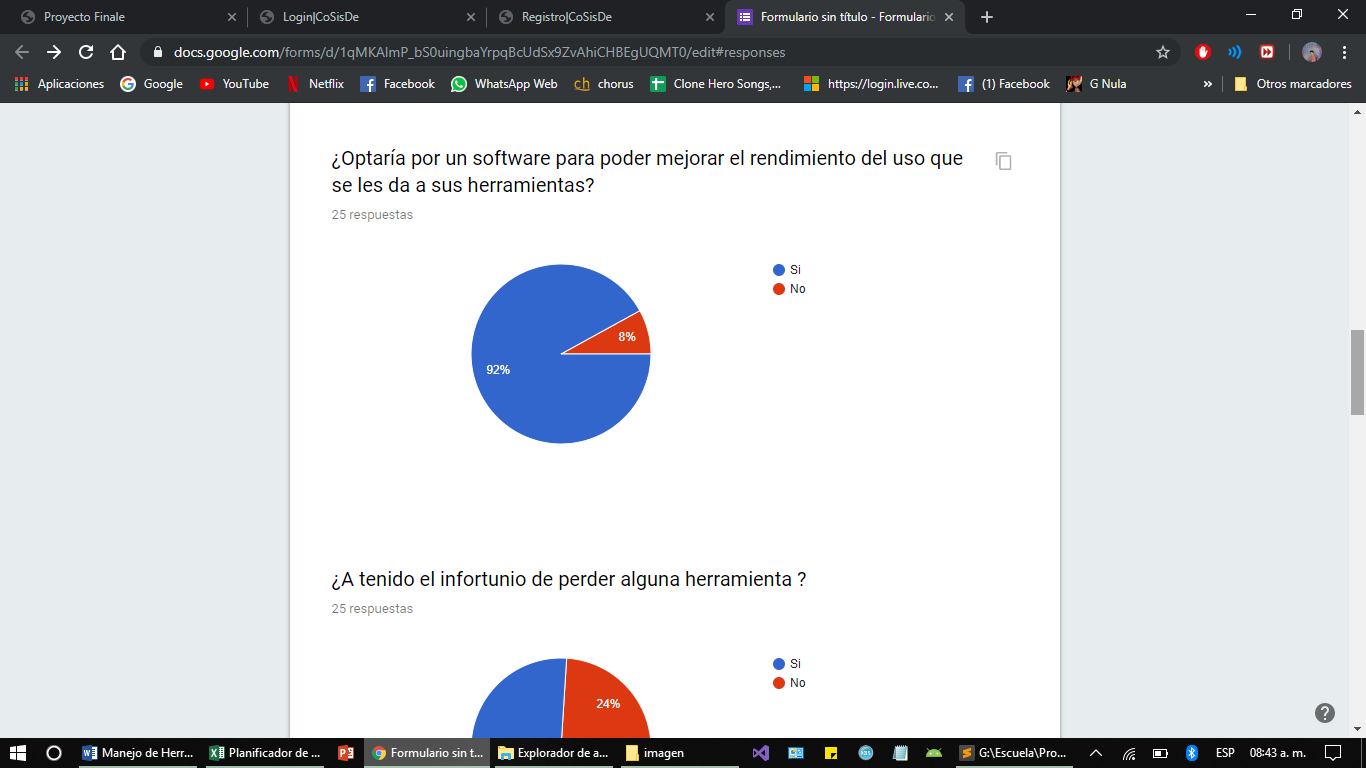 Proyecto Finale
Login|CoSisDe
Registro|CoSisDe
Formulario sin título - Formulario
docs.google.com/forms/d/1qMKAlmP_bS0uingbaYrpqBcUdSx9ZvAhiCHBEgUQMT0/edit#responses
Aplicaciones
Google
YouTube
Netflix
Facebook
WhatsApp Web
ch chorus
Clone Hero Songs,...
https://login.live.co...
(1) Facebook
G Nula
»
Otros marcadores
¿Optaría por un software para poder mejorar el rendimiento del uso que
se les da a sus herramientas?
25 respuestas
Si
No
8%
92%
¿A tenido el infortunio de perder alguna herramienta ?
25 respuestas
Si
No
24%
Manejo de Herr...
Planificador de ...
Formulario sin t...
Explorador de a...
imagen
G:\Escuela\Pro...
ESP
08:43 a. m.